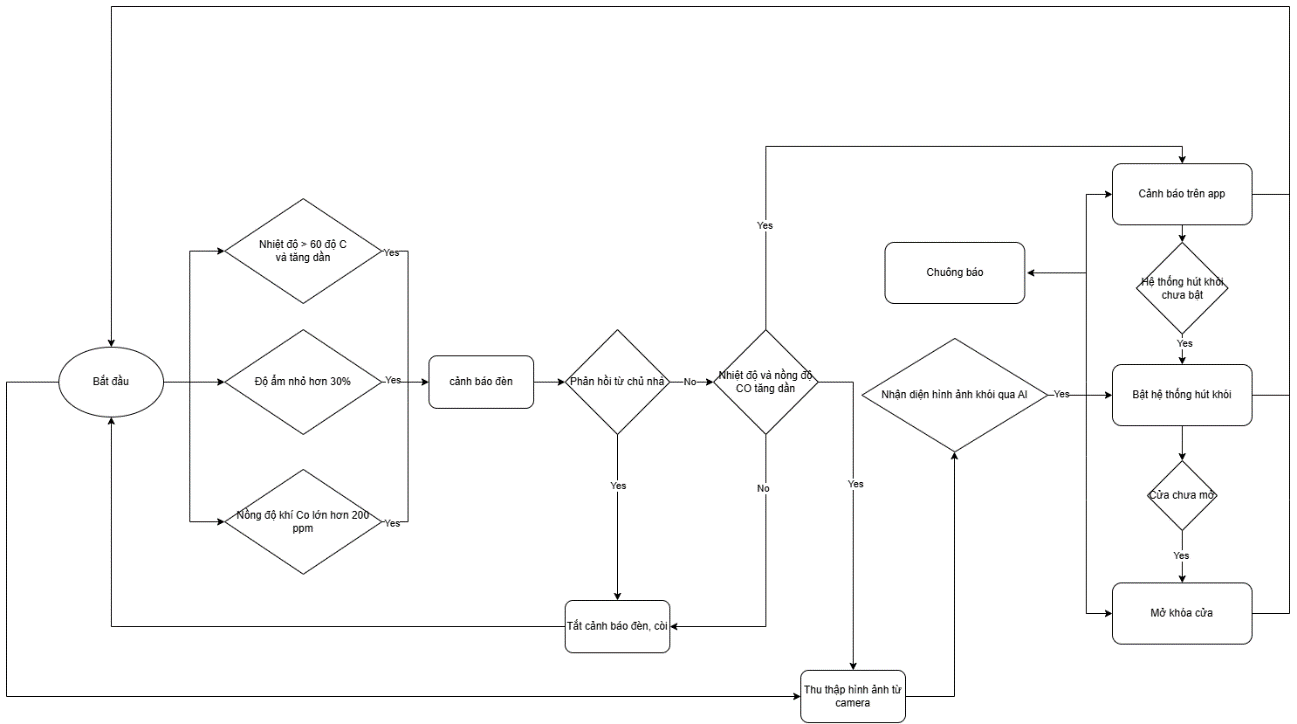 Nhiệt độ > 60 độ C
và tăng dần
Yes
Độ ẩm nhỏ hơn 30%
Yes
Nồng độ khí Co lớn hơn 200
ppm
Yes
Bắt đầu
cảnh báo đèn
Phản hồi từ chủ nhà
No
Yes
Tắt cảnh báo đèn, còi
Nhiệt độ và nồng độ
CO tăng dần
Yes
No
Yes
Thu thập hình ảnh từ
camera
Nhận diện hình ảnh khói qua AI
Yes
Chuông báo
Cảnh báo trên app
Hệ thống hút khói
chưa bật
Yes
Bật hệ thống hút khói
Cửa chưa mở
Yes
Mở khóa cửa